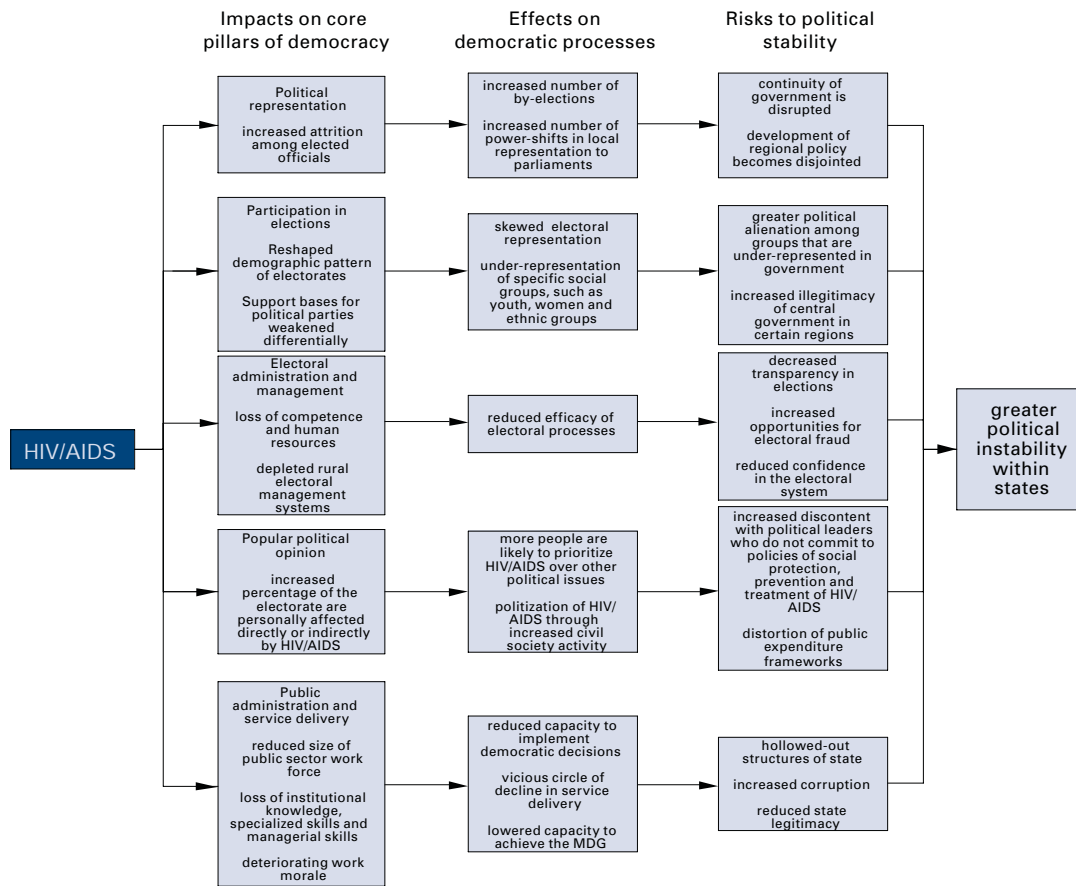 Impacts on core
pillars of democracy
Effects on
democratic processes
Risks to political
stability
HIV/AIDS
Political
representation
increased attrition
among elected
officials
increased number of
by-elections
increased number of
power-shifts in local
representation to
parliaments
continuity of
government is
disrupted
development of
regional policy
becomes disjointed
Participation in
elections
Reshaped
demographic pattern
of electorates
Support bases for
political parties
weakened
differentially
skewed electoral
representation
under-representation
of specific social
groups, such as
youth, women and
ethnic groups
greater political
alienation among
groups that are
under-represented in
government
increased illegitimacy
of central
government in
certain regions
Electoral
administration and
management
loss of competence
and human
resources
depleted rural
electoral
management
systems
reduced efficacy of
electoral processes
decreased
transparency in
elections
increased
opportunities for
electoral fraud
reduced confidence
in the electoral
system
Popular political
opinion
increased
percentage of the
electorate are
personally affected
directly or indirectly
by HIV/AIDS
more people are
likely to prioritize
HIV/AIDS over other
political issues
politization of HIV/
AIDS through
increased civil
society activity
increased discontent
with political leaders
who do not commit to
policies of social
protection,
prevention and
treatment of HIV/
AIDS
distortion of public
expenditure
frameworks
Public
administration and
service delivery
reduced size of
public sector work
force
loss of institutional
knowledge,
specialized skills and
managerial skills
deteriorating work
morale
reduced capacity to
implement
democratic decisions
vicious circle of
decline in service
delivery
lowered capacity to
achieve the MDG
hollowed-out
structures of state
increased corruption
reduced state
legitimacy
greater
political
instability
within
states